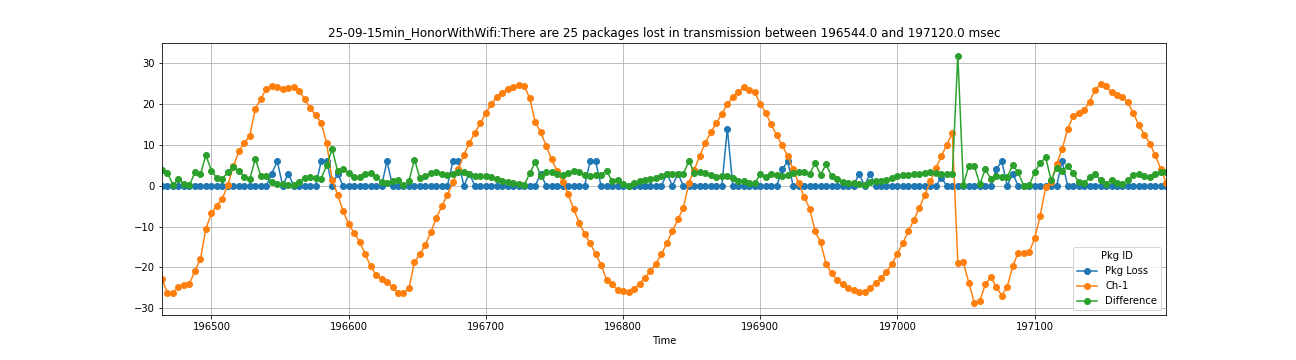 25-09-15min_HonorWithWifi:There are 25 packages lost in transmission between 196544.0 and 197120.0 msec
30
20
10
0
−10
−20
−30
196500 196600 196700 196800 196900 197000 197100
Time
Pkg ID
Pkg Loss
Ch-1
Difference